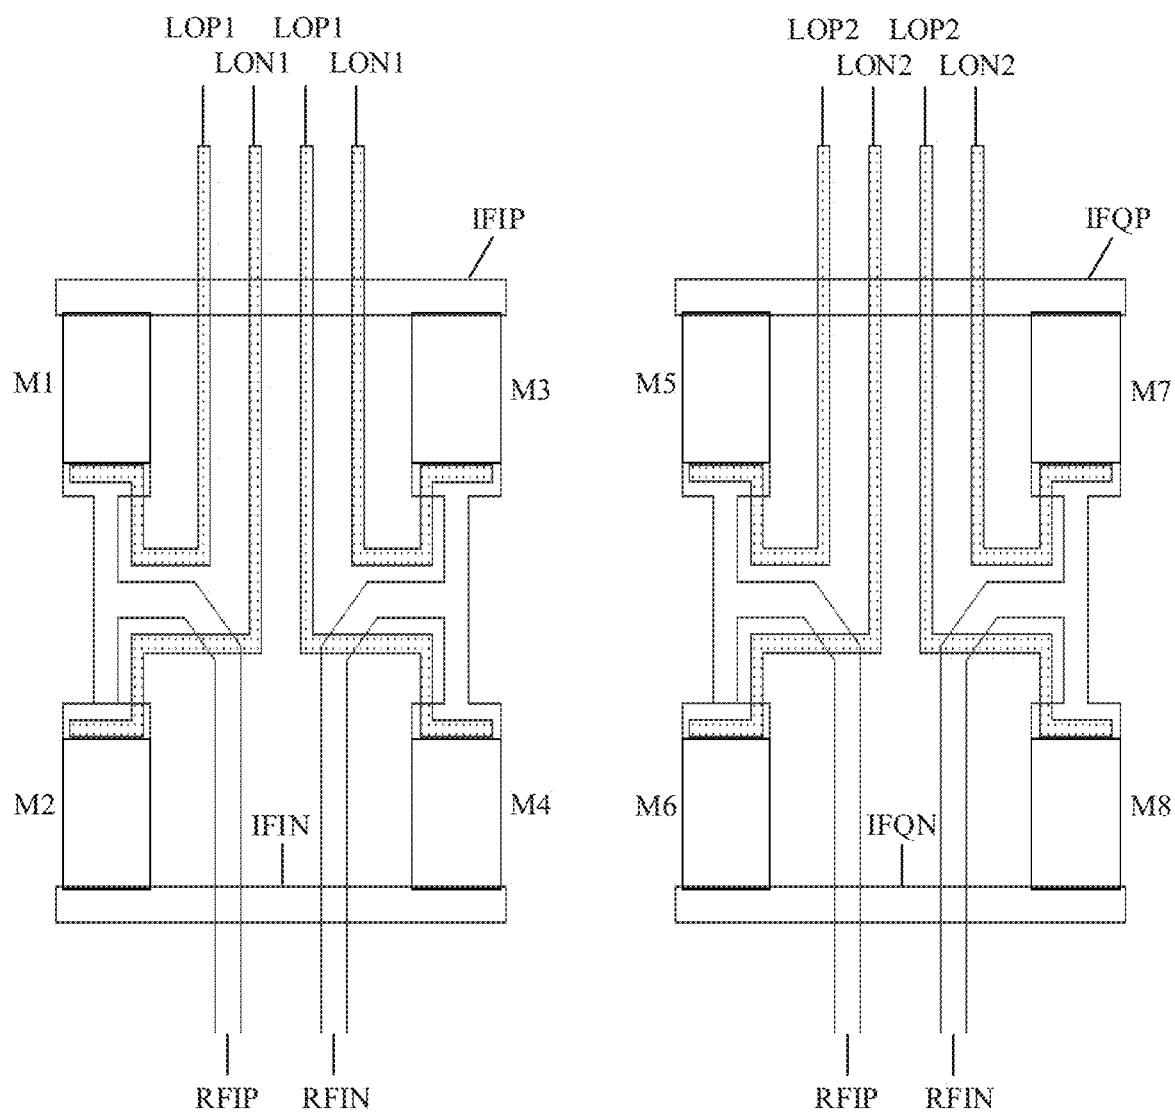 LOP1 LOP1 LOP2 LOP2
LON1 LON1 LON2 LON2
IFIP IFQP
M1 M3 M5 M7
M2 M4 M6 M8
IFIN IFQN
RFIP RFIN RFIP RFIN